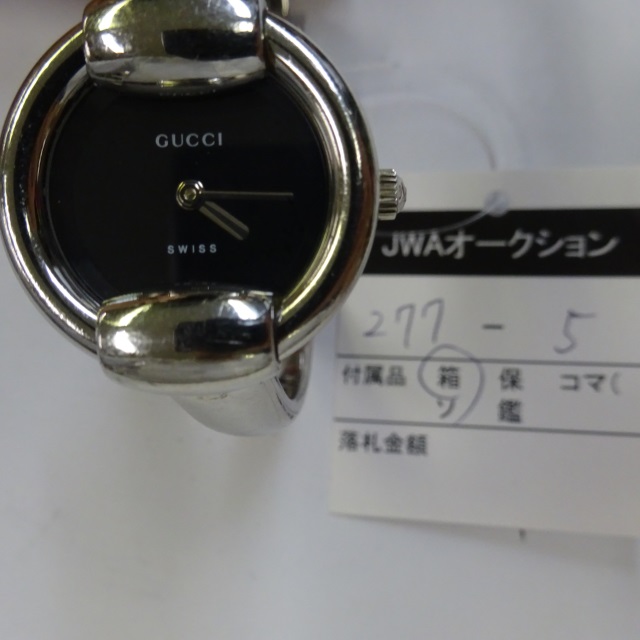 GUCCI
SWISS
JWAオークション
277 - 5
付属品 箱 保 コマ(
ソ 鑑
落札金額